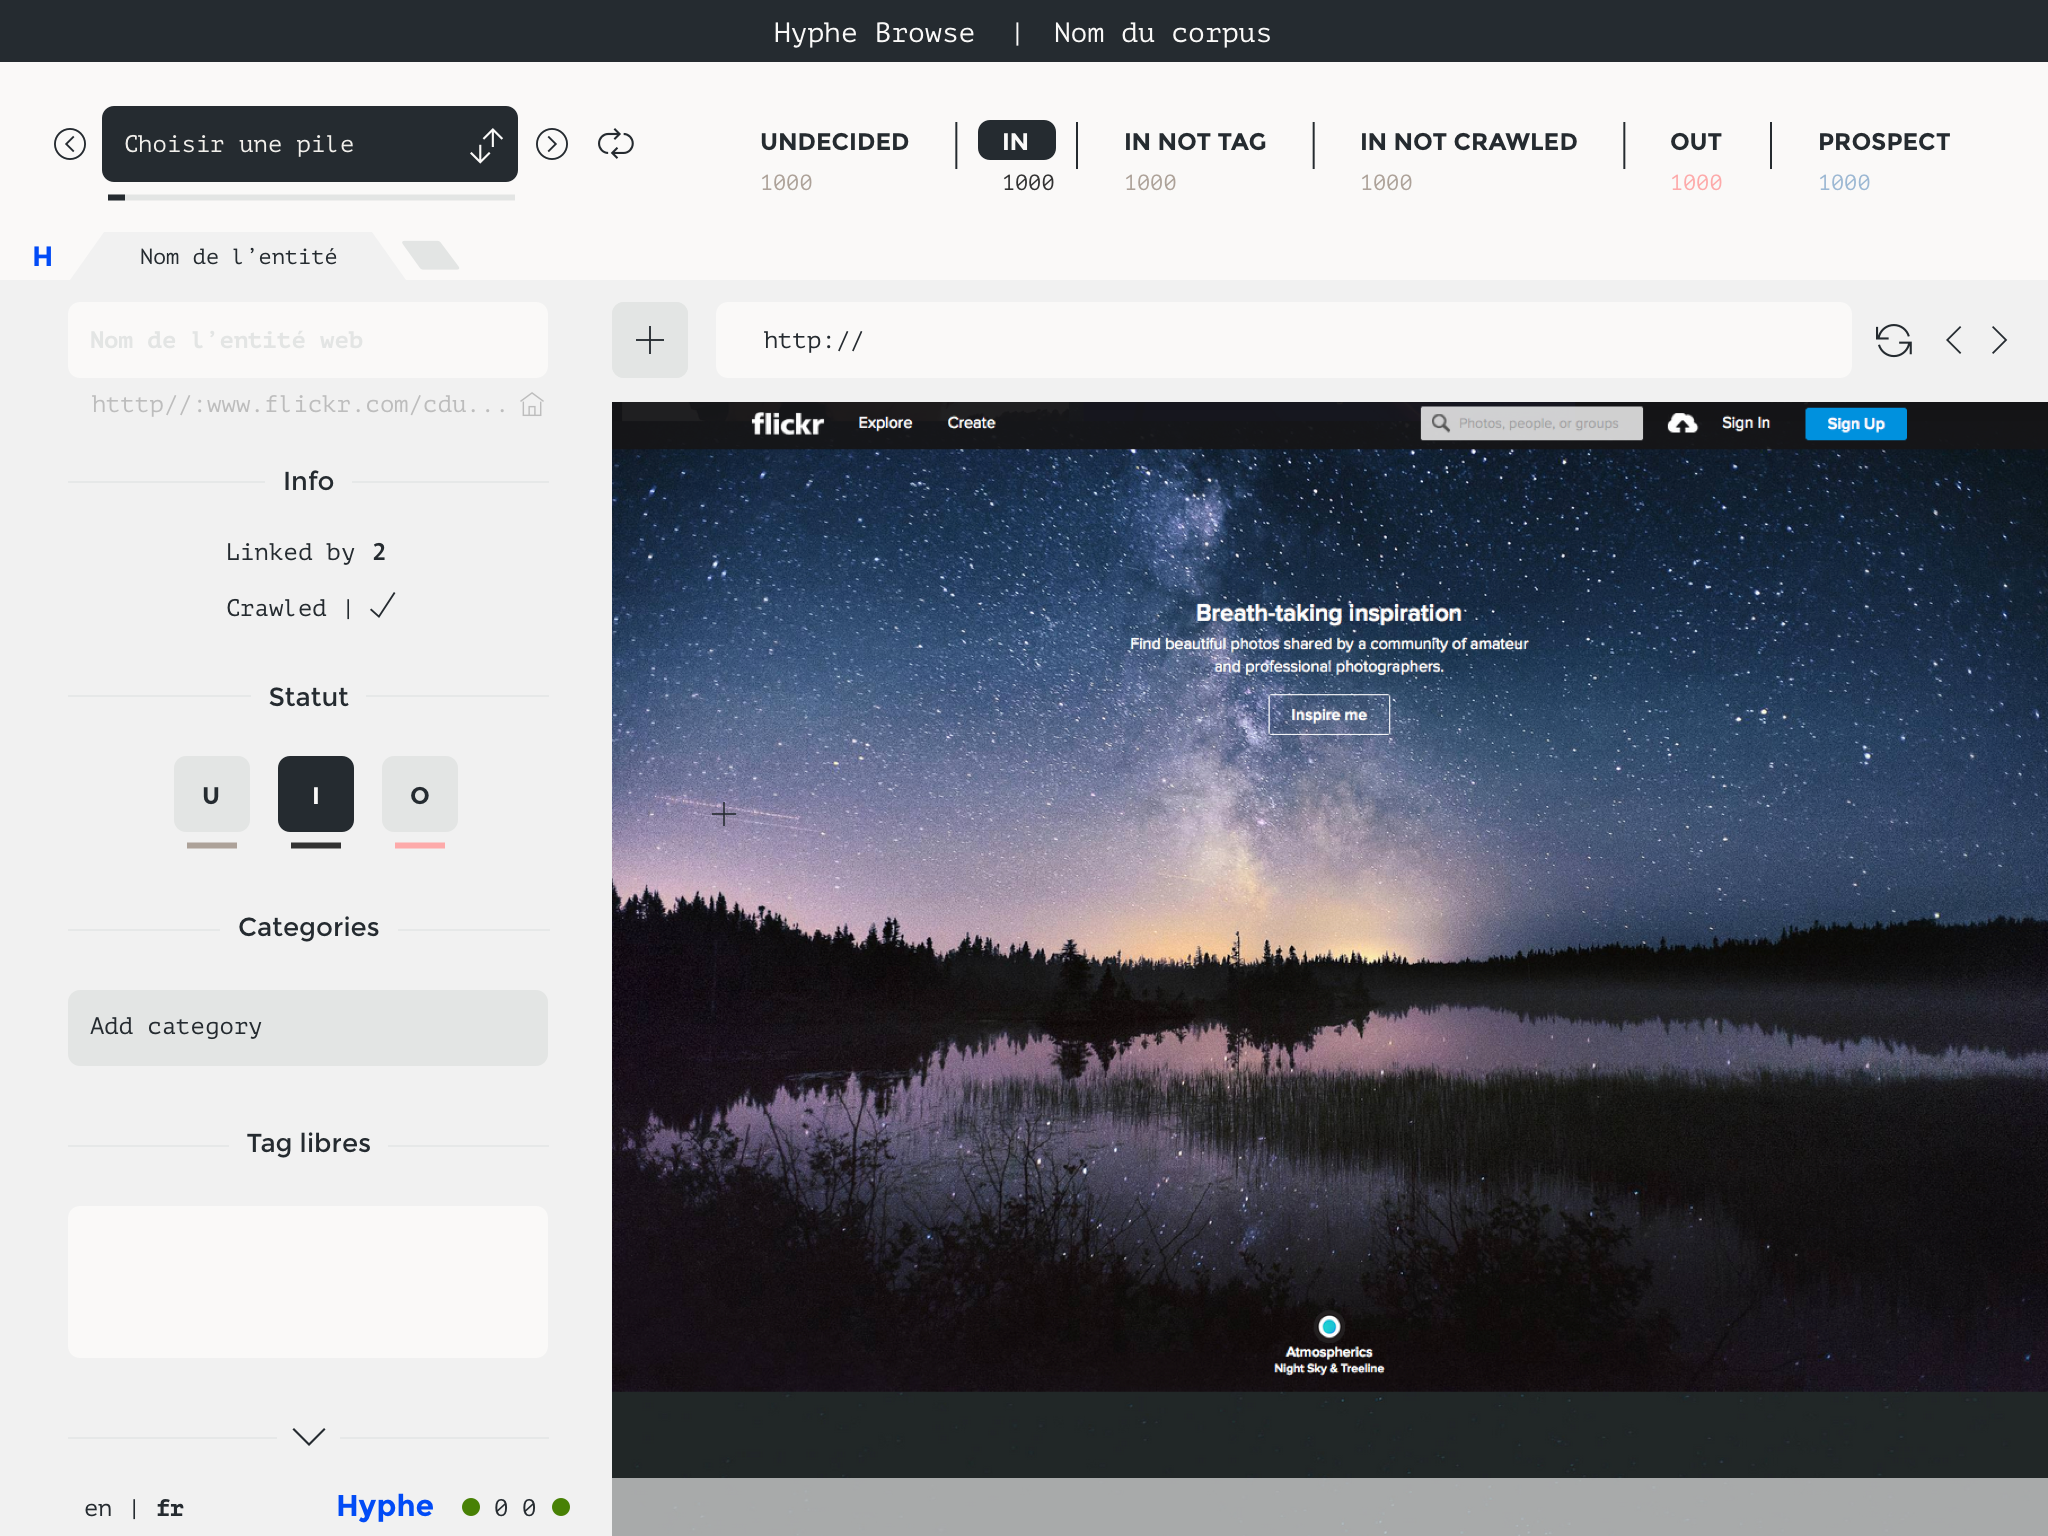 Hyphe Browse | Nom du corpus
Choisir une pile
UNDECIDED
1000
IN
1000
IN NOT TAG
1000
IN NOT CRAWLED
1000
OUT
1000
PROSPECT
1000
H
Nom de l’entité
Nom de l’entité web
htttp//:www.flickr.com/cdu...
http://
Info
Linked by 2
Crawled |
Statut
U I O
Categories
Add category
Tag libres
en | fr
Hyphe 0 0
flickr Explore Create
Photos, people, or groups
Sign In
Sign Up
Breath-taking inspiration
Find beautiful photos shared by a community of amateur
and professional photographers.
Inspire me
Atmospherics
Night Sky & Treeline